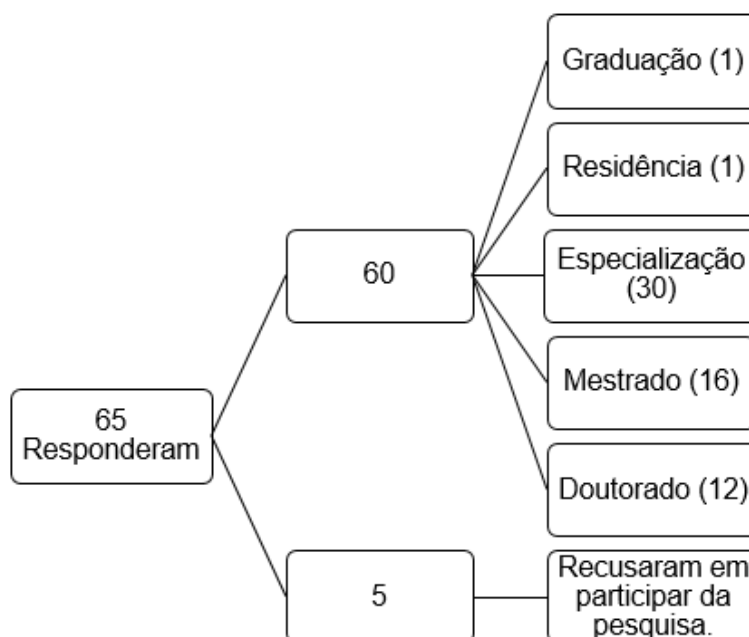 65
Responderam
60
Graduação (1)
Residência (1)
Especialização
(30)
Mestrado (16)
Doutorado (12)
5
Recusaram em
participar da
pesquisa.